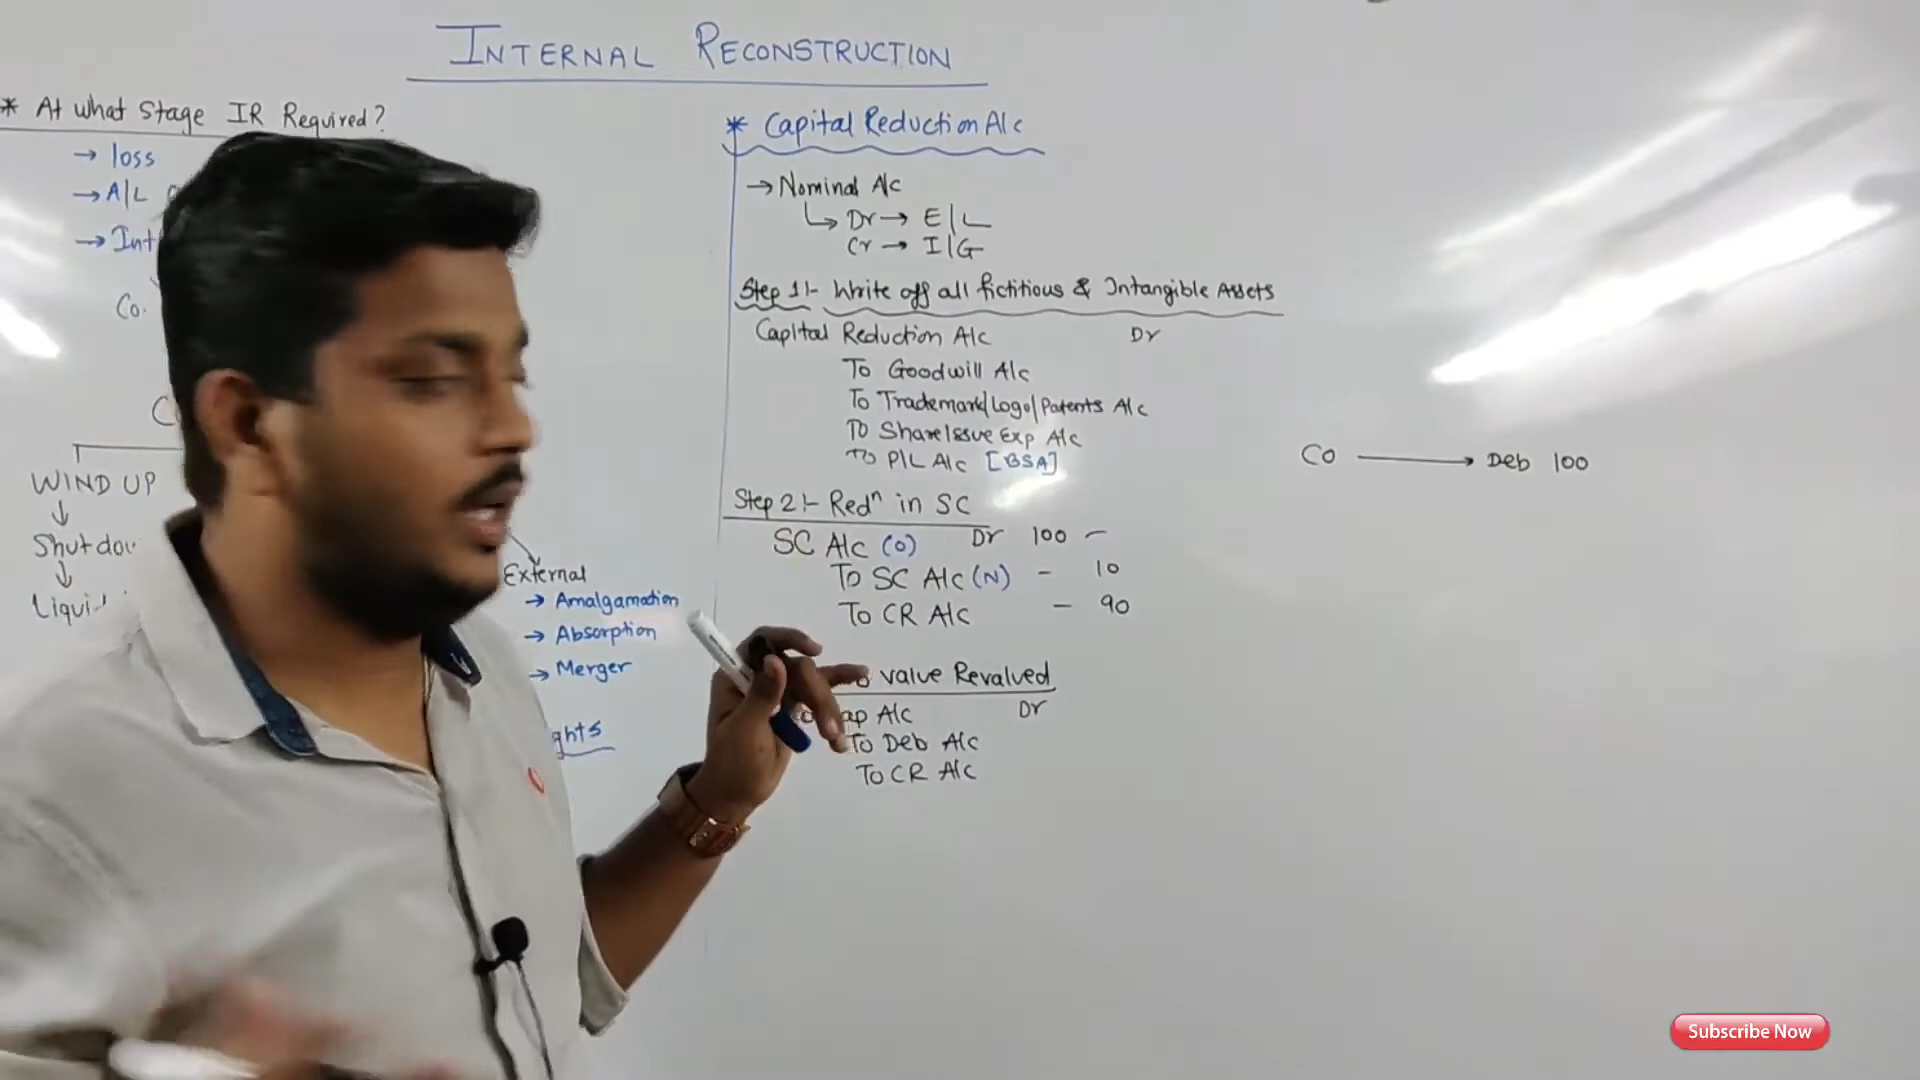 INTERNAL RECONSTRUCTION
* At what Stage IR Required?
→ loss
→ A/L
→ Int
Co.
WIND UP
↓
Shut dow
↓
Liquid
External
→ Amalgamation
→ Absorption
→ Merger
ghts
* Capital Reduction A/c
→ Nominal A/c
↳ Dr → E/L
Cr → I/G
Step 1:- Write off all fictitious & Intangible Assets
Capital Reduction A/c Dr
To Goodwill A/c
To Trademark/Logo/Patents A/c
To Share Issue Exp A/c
To P/L A/c [BSA]
Step 2:- Redⁿ in SC
SC A/c (O) Dr 100 -
To SC A/c (N) - 10
To CR A/c - 90
value Revalued
ap A/c Dr
To Deb A/c
To CR A/c
CO → Deb 100
Subscribe Now